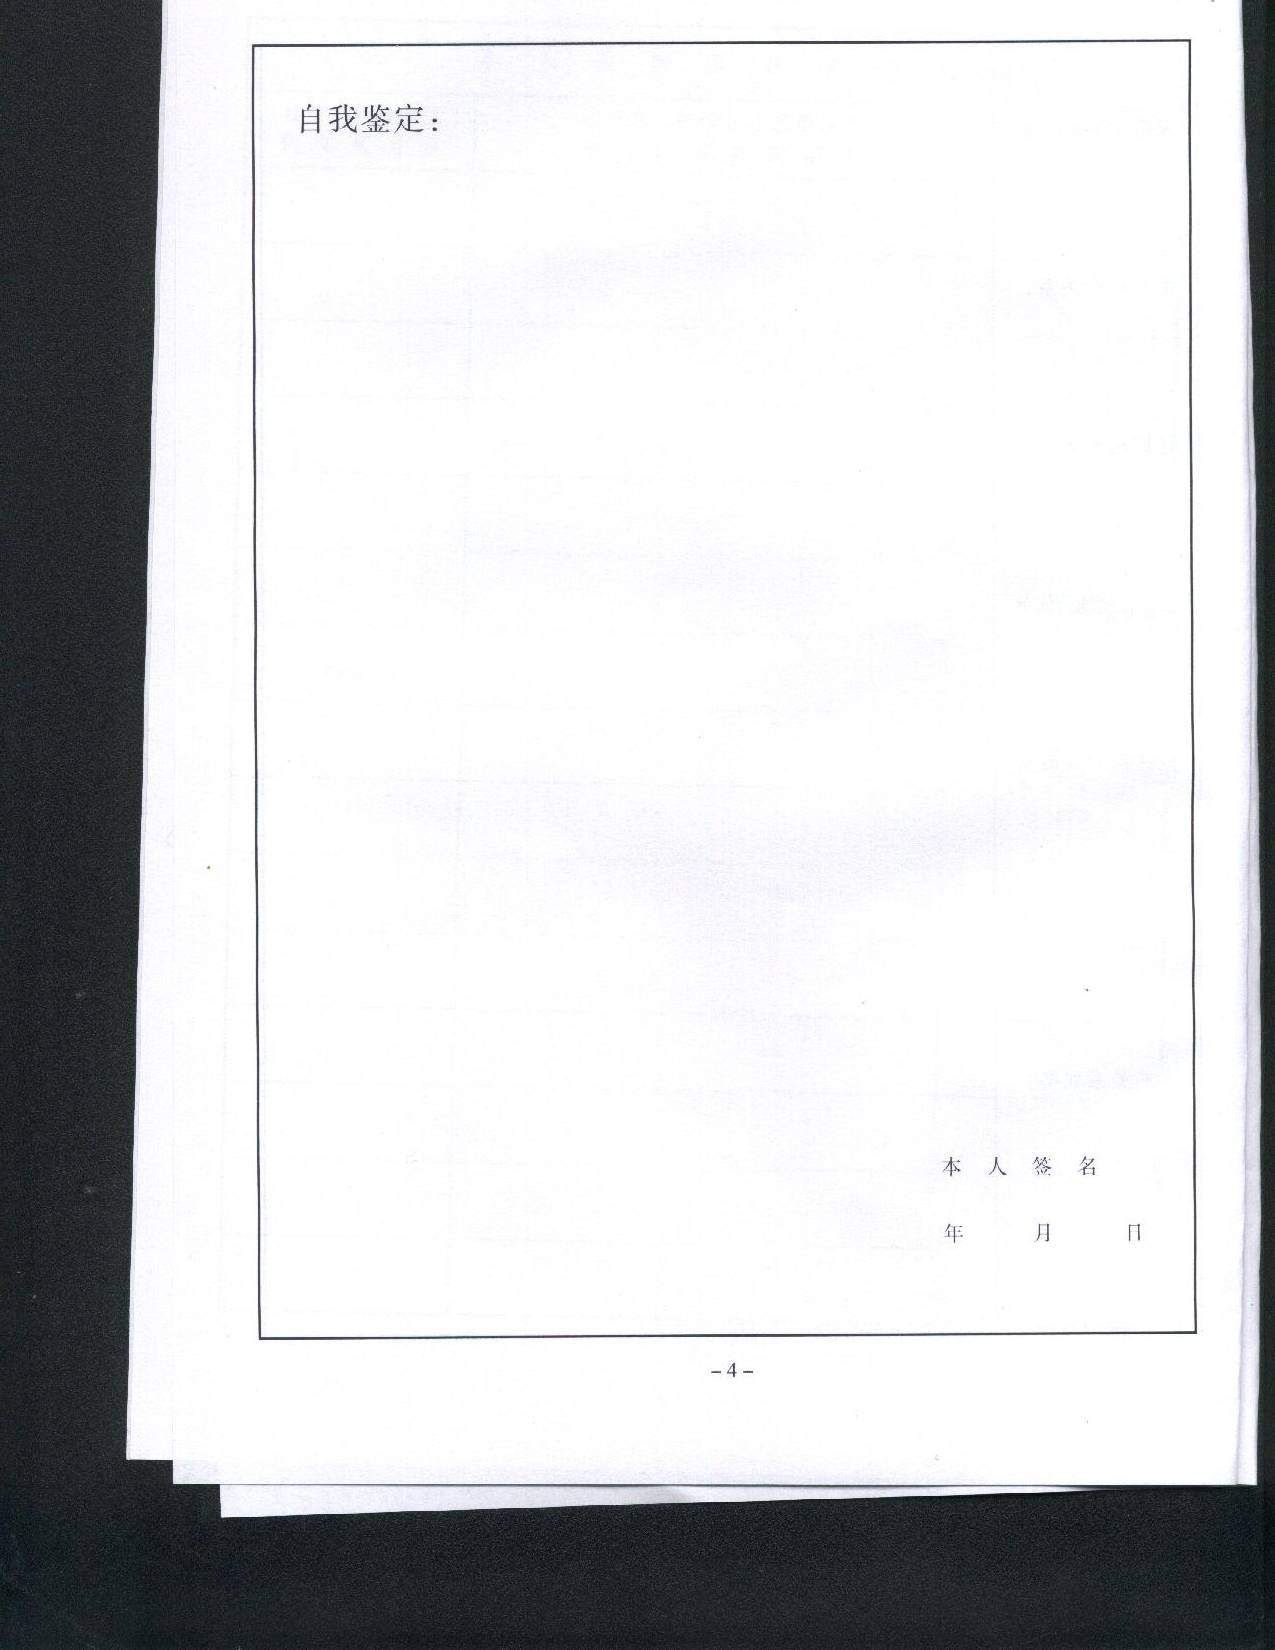 自我鉴定：
本 人 签 名
年 月 日
-4-